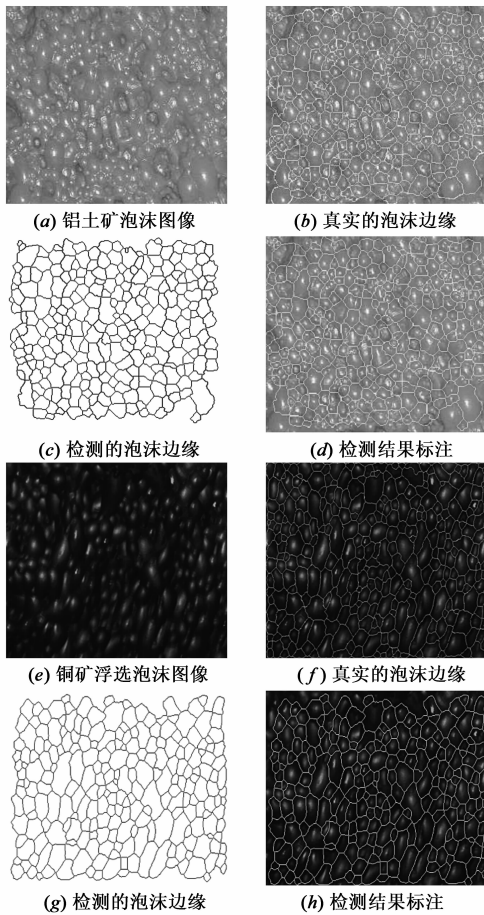 (a) 铝土矿泡沫图像
(b) 真实的泡沫边缘
(c) 检测的泡沫边缘
(d) 检测结果标注
(e) 铜矿浮选泡沫图像
(f) 真实的泡沫边缘
(g) 检测的泡沫边缘
(h) 检测结果标注